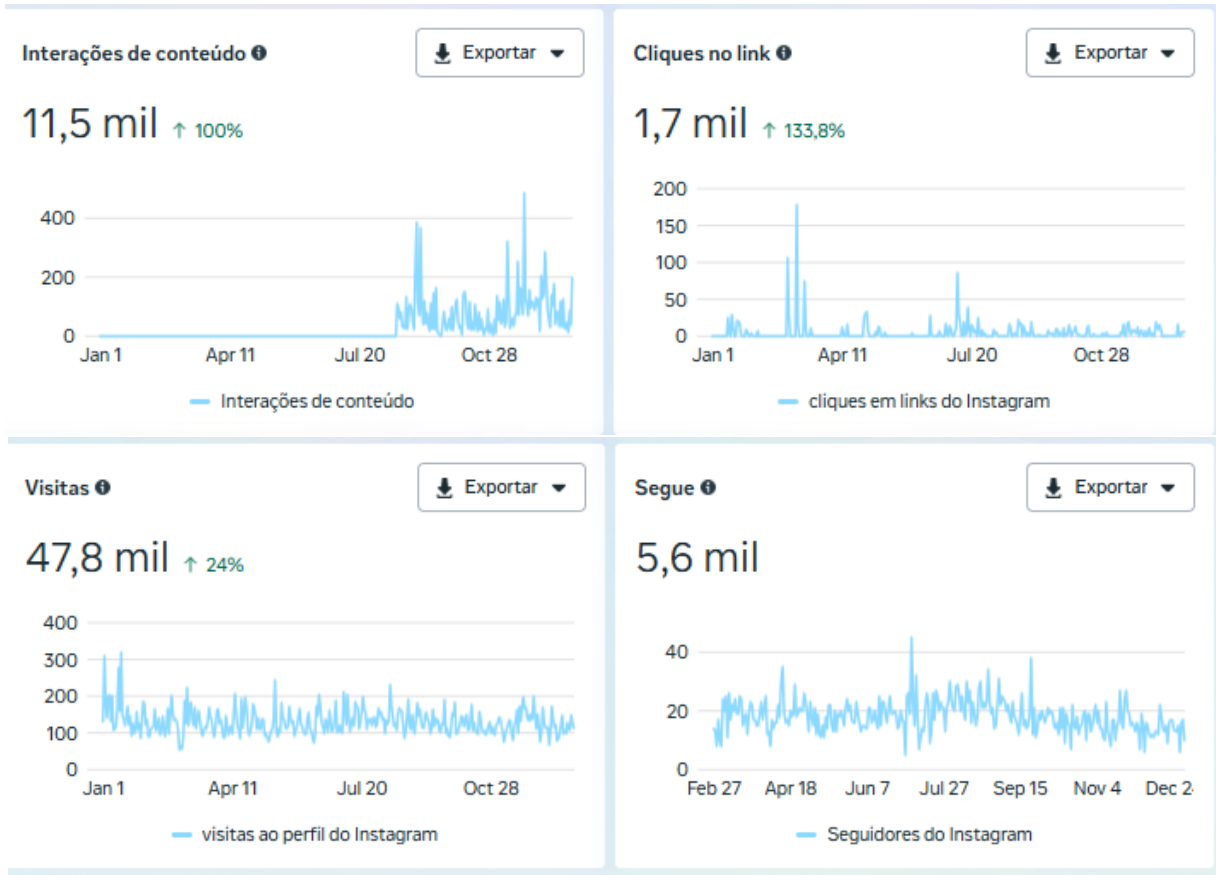 Interações de conteúdo
Exportar
11,5 mil ↑ 100%
400
200
0
Jan 1 Apr 11 Jul 20 Oct 28
Interações de conteúdo
Cliques no link
Exportar
1,7 mil ↑ 133,8%
200
150
100
50
0
Jan 1 Apr 11 Jul 20 Oct 28
cliques em links do Instagram
Visitas
Exportar
47,8 mil ↑ 24%
400
300
200
100
0
Jan 1 Apr 11 Jul 20 Oct 28
visitas ao perfil do Instagram
Segue
Exportar
5,6 mil
40
20
0
Feb 27 Apr 18 Jun 7 Jul 27 Sep 15 Nov 4 Dec 2
Seguidores do Instagram